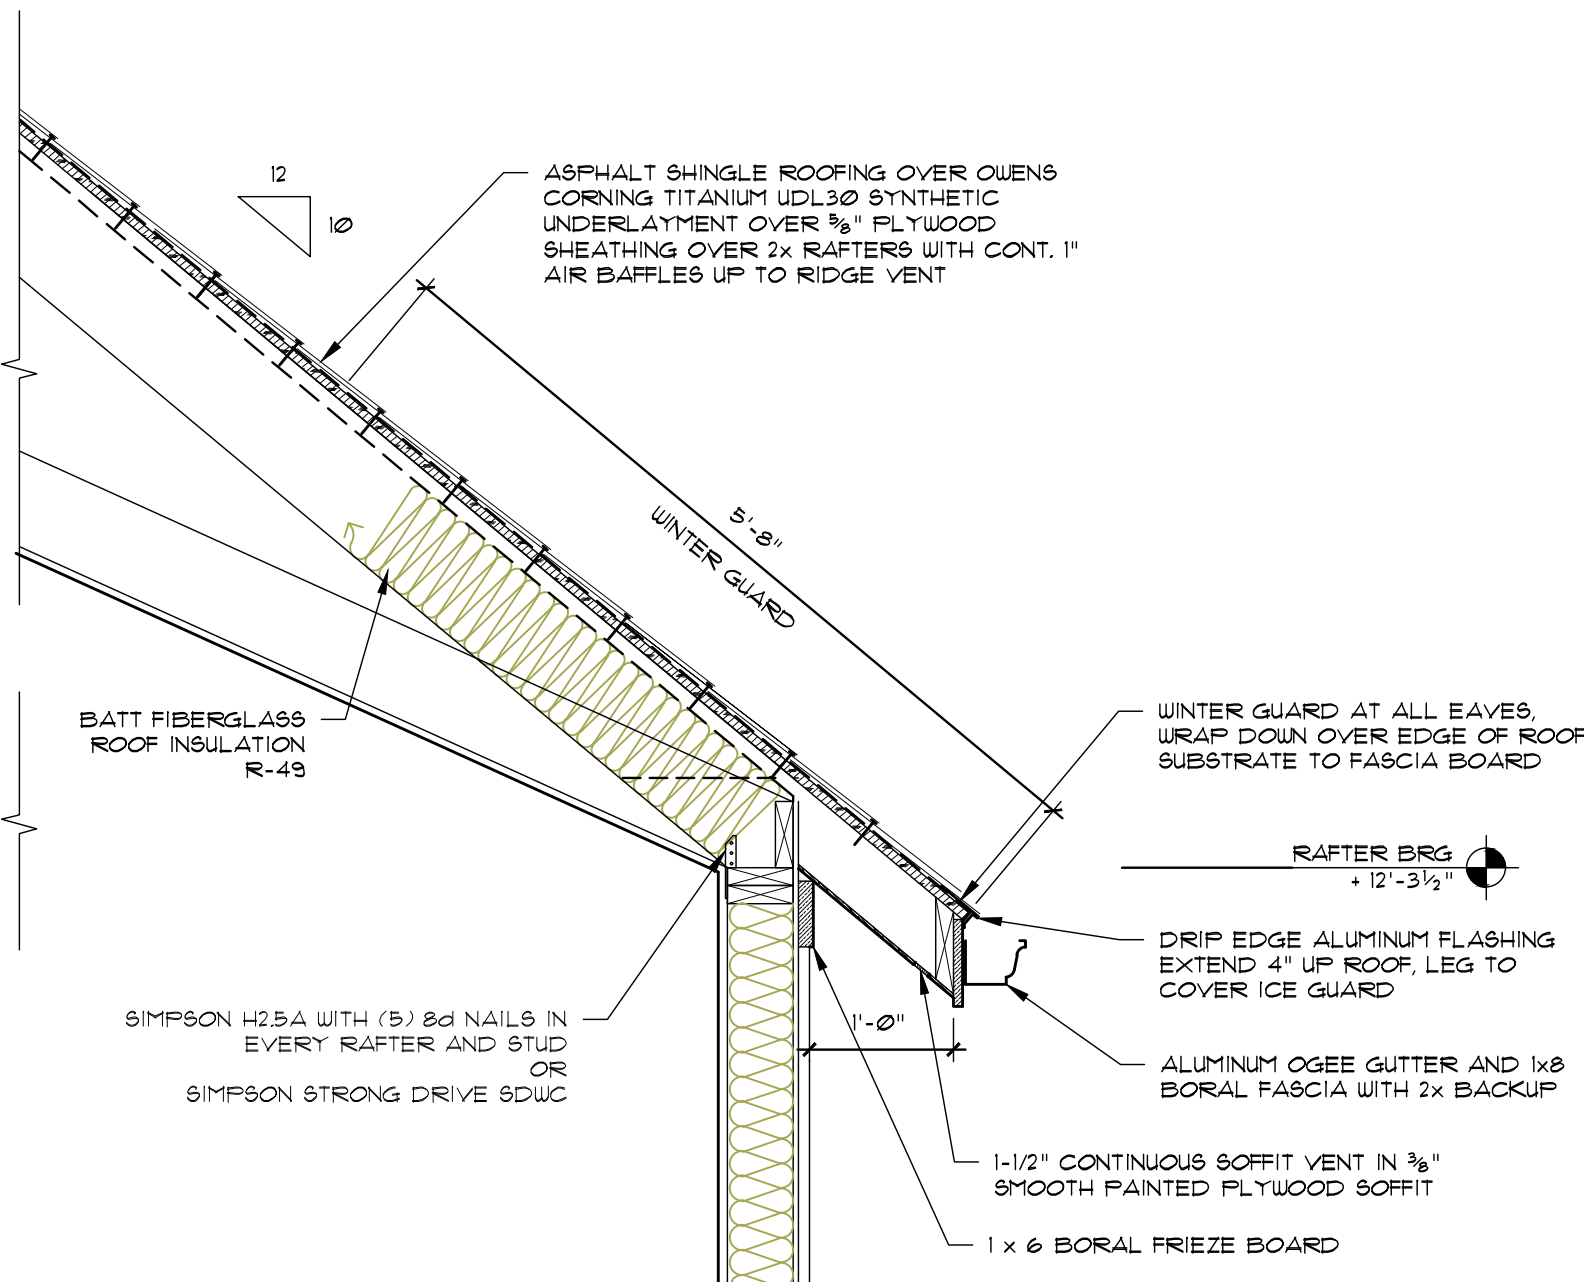 12
1Ø
ASPHALT SHINGLE ROOFING OVER OWENS
CORNING TITANIUM UDL3Ø SYNTHETIC
UNDERLAYMENT OVER ⅝" PLYWOOD
SHEATHING OVER 2x RAFTERS WITH CONT. 1"
AIR BAFFLES UP TO RIDGE VENT
5'-8"
WINTER GUARD
BATT FIBERGLASS
ROOF INSULATION
R-49
WINTER GUARD AT ALL EAVES,
WRAP DOWN OVER EDGE OF ROOF
SUBSTRATE TO FASCIA BOARD
RAFTER BRG
+ 12'-3½"
DRIP EDGE ALUMINUM FLASHING
EXTEND 4" UP ROOF, LEG TO
COVER ICE GUARD
SIMPSON H2.5A WITH (5) 8d NAILS IN
EVERY RAFTER AND STUD
OR
SIMPSON STRONG DRIVE SDWC
1'-Ø"
ALUMINUM OGEE GUTTER AND 1x8
BORAL FASCIA WITH 2x BACKUP
1-1/2" CONTINUOUS SOFFIT VENT IN ⅜"
SMOOTH PAINTED PLYWOOD SOFFIT
1 x 6 BORAL FRIEZE BOARD